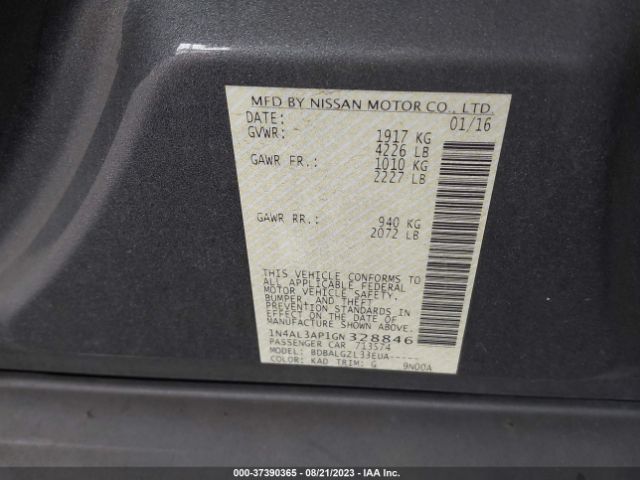 MFD BY NISSAN MOTOR CO., LTD.
DATE: 01/16
GVWR: 1917 KG
4226 LB
GAWR FR.: 1010 KG
2227 LB
GAWR RR.: 940 KG
2072 LB
THIS VEHICLE CONFORMS TO
ALL APPLICABLE FEDERAL
MOTOR VEHICLE SAFETY,
BUMPER, AND THEFT
PREVENTION STANDARDS IN
EFFECT ON THE DATE OF
MANUFACTURE SHOWN ABOVE.
1N4AL3AP1GN328846
PASSENGER CAR 713574
MODEL: BDBALGZL33EUA-----
COLOR: KAD TRIM: G 9N00A
000-37390365 - 08/21/2023 - IAA Inc.